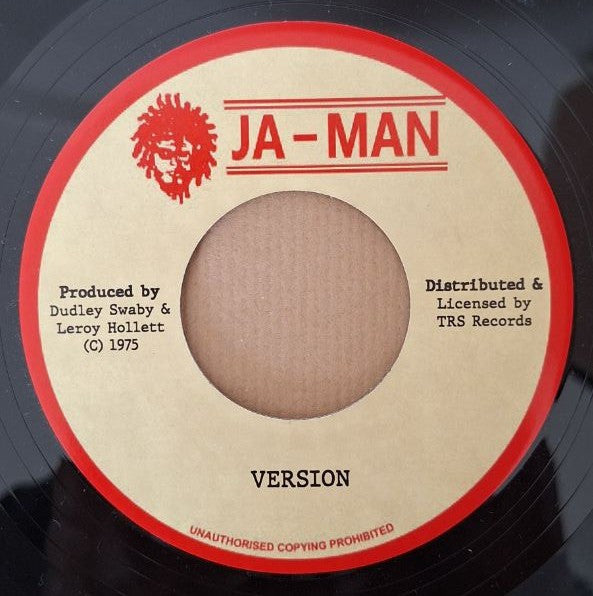 JA-MAN
Produced by
Dudley Swaby &
Leroy Hollett
(C) 1975
Distributed &
Licensed by
TRS Records
VERSION
UNAUTHORISED COPYING PROHIBITED